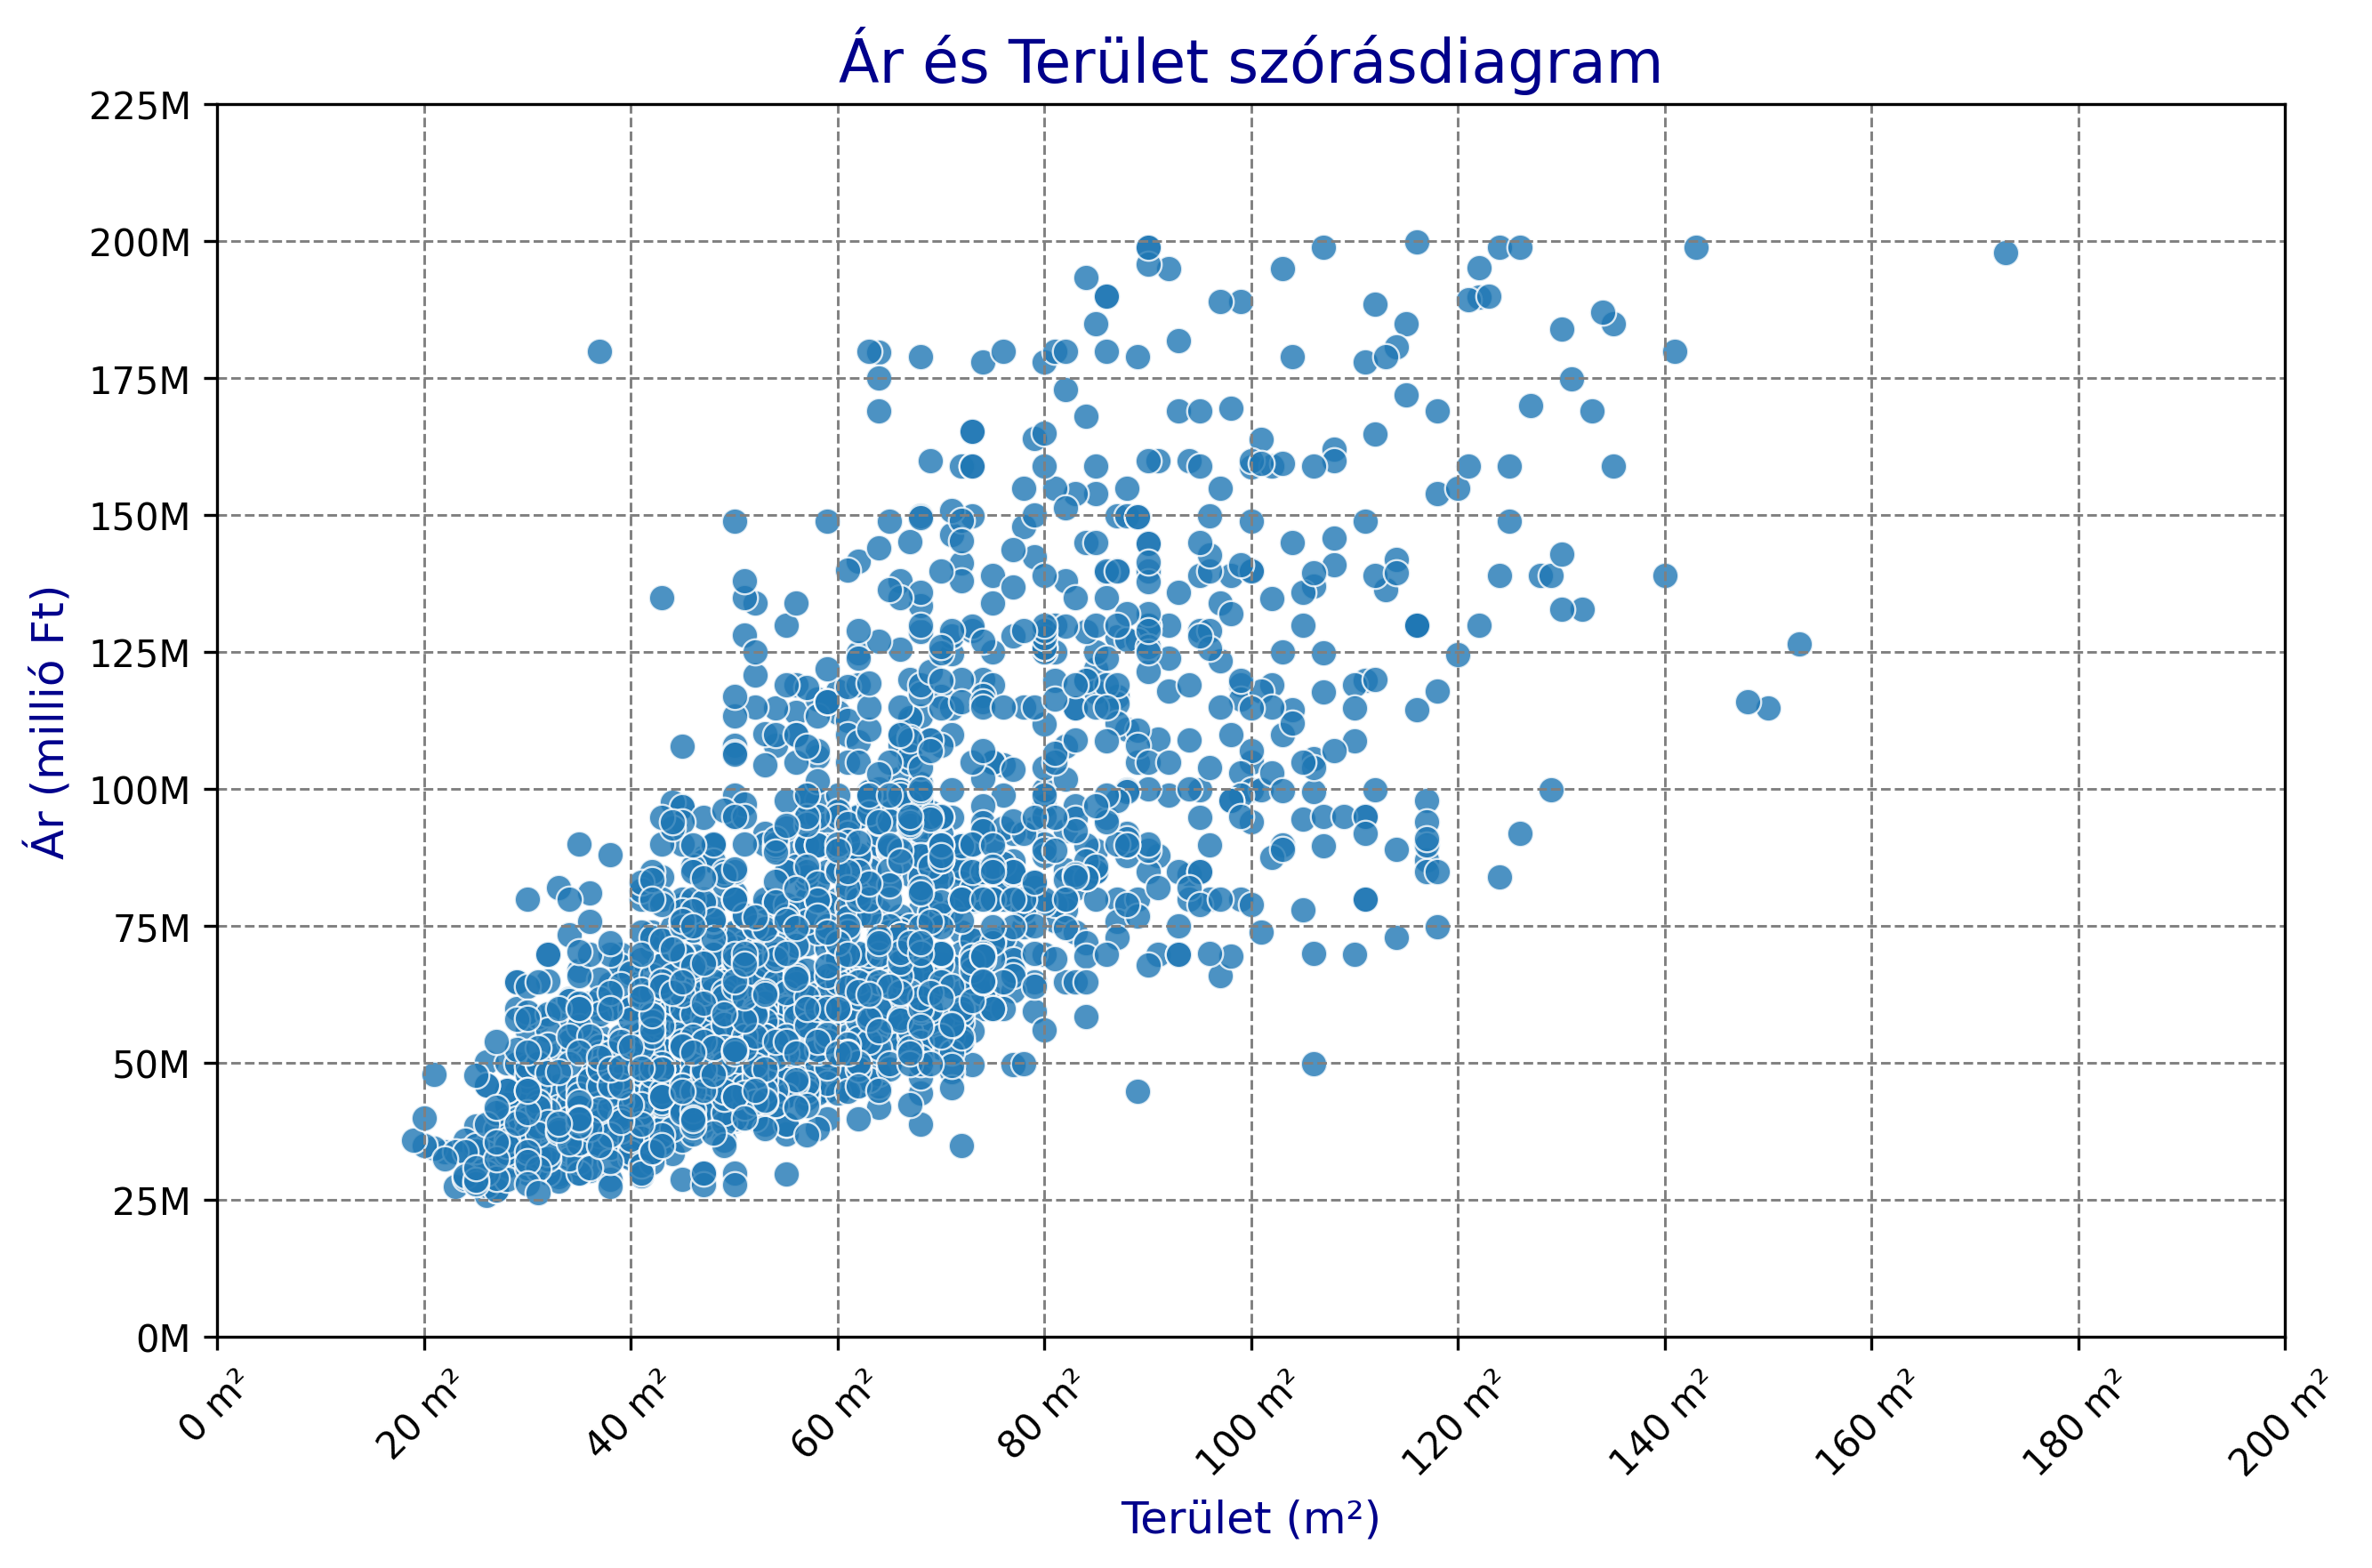 Ár és Terület szórásdiagram
225M
200M
175M
150M
125M
100M
75M
50M
25M
0M
Ár (millió Ft)
0 m²
20 m²
40 m²
60 m²
80 m²
100 m²
120 m²
140 m²
160 m²
180 m²
200 m²
Terület (m²)